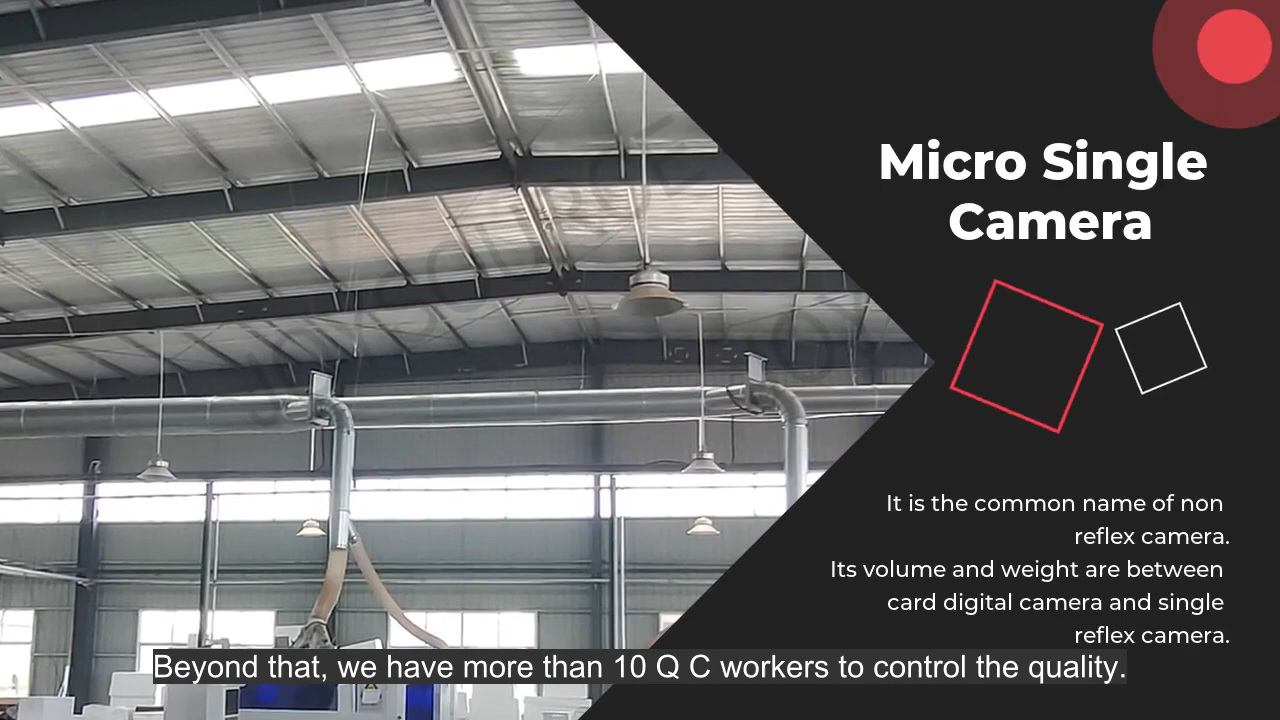 Micro Single
Camera
It is the common name of non
reflex camera.
Its volume and weight are between
card digital camera and single
reflex camera.
Beyond that, we have more than 10 Q C workers to control the quality.